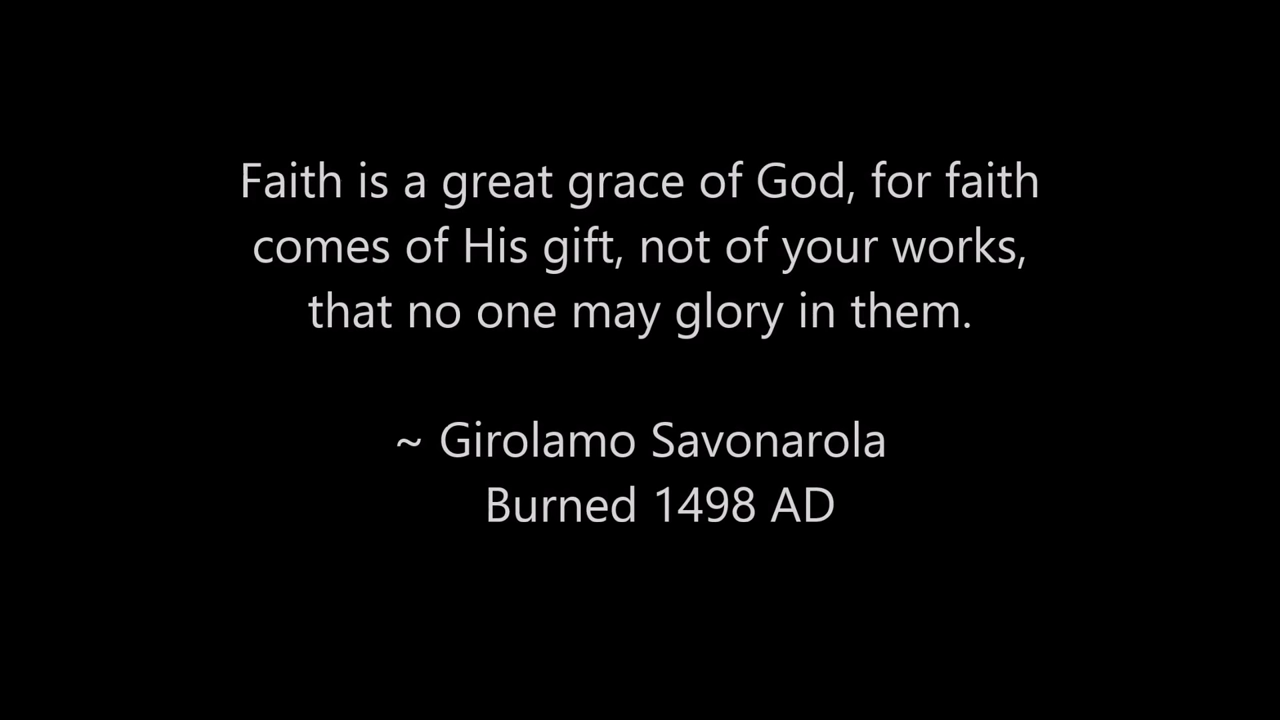 Faith is a great grace of God, for faith
comes of His gift, not of your works,
that no one may glory in them.
~ Girolamo Savonarola
Burned 1498 AD